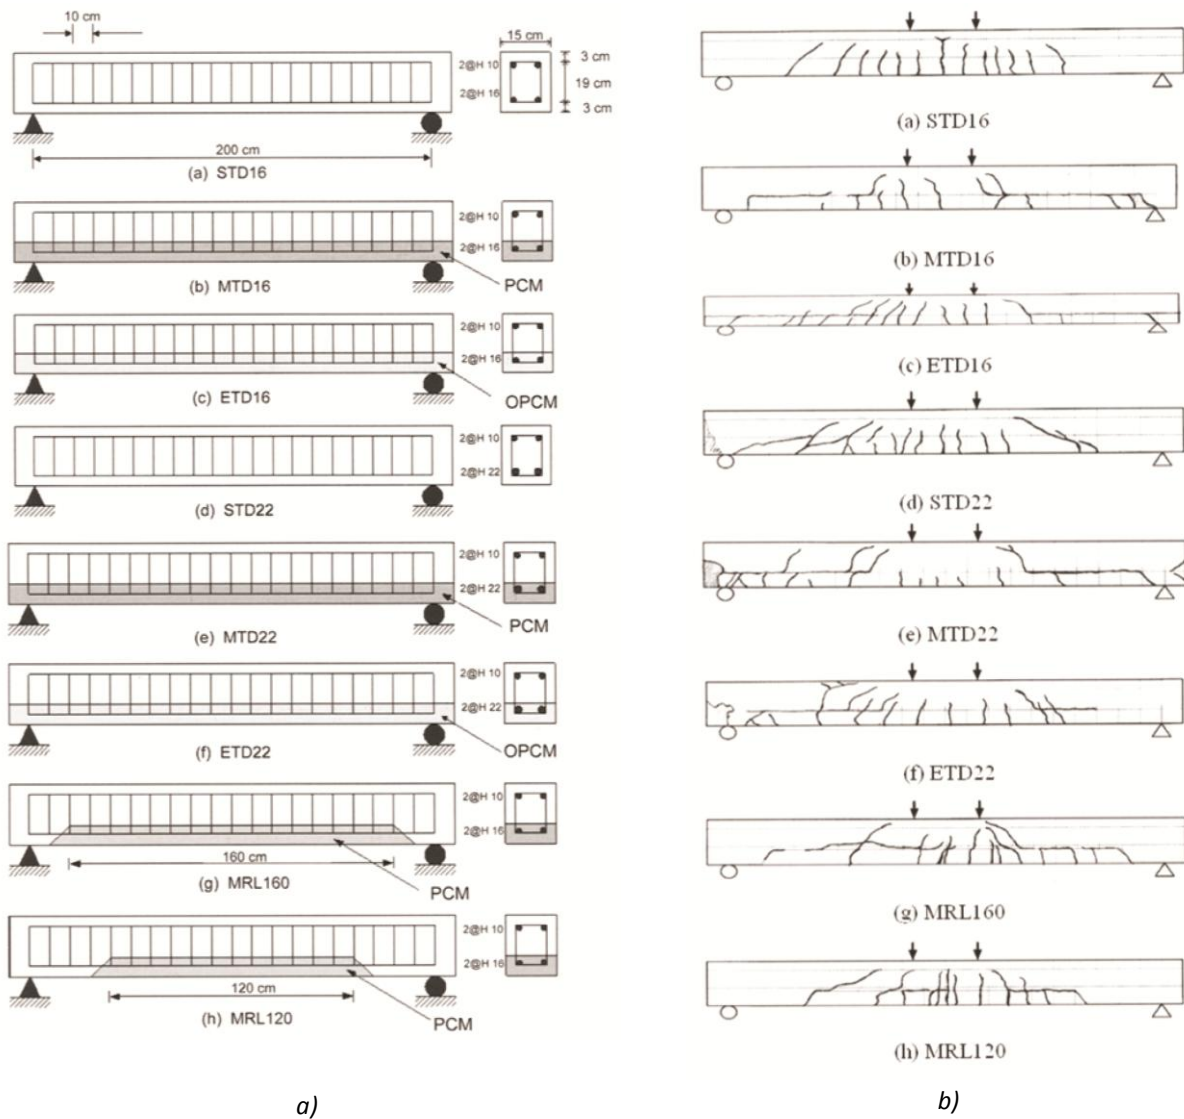 10 cm
15 cm
2@H 10
3 cm
2@H 16
19 cm
3 cm
200 cm
(a) STD16
2@H 10
2@H 16
(b) MTD16
PCM
2@H 10
2@H 16
(c) ETD16
OPCM
2@H 10
2@H 22
(d) STD22
2@H 10
2@H 22
(e) MTD22
PCM
2@H 10
2@H 22
(f) ETD22
OPCM
2@H 10
2@H 16
160 cm
(g) MRL160
PCM
2@H 10
2@H 16
120 cm
(h) MRL120
PCM
a)
(a) STD16
(b) MTD16
(c) ETD16
(d) STD22
(e) MTD22
(f) ETD22
(g) MRL160
(h) MRL120
b)